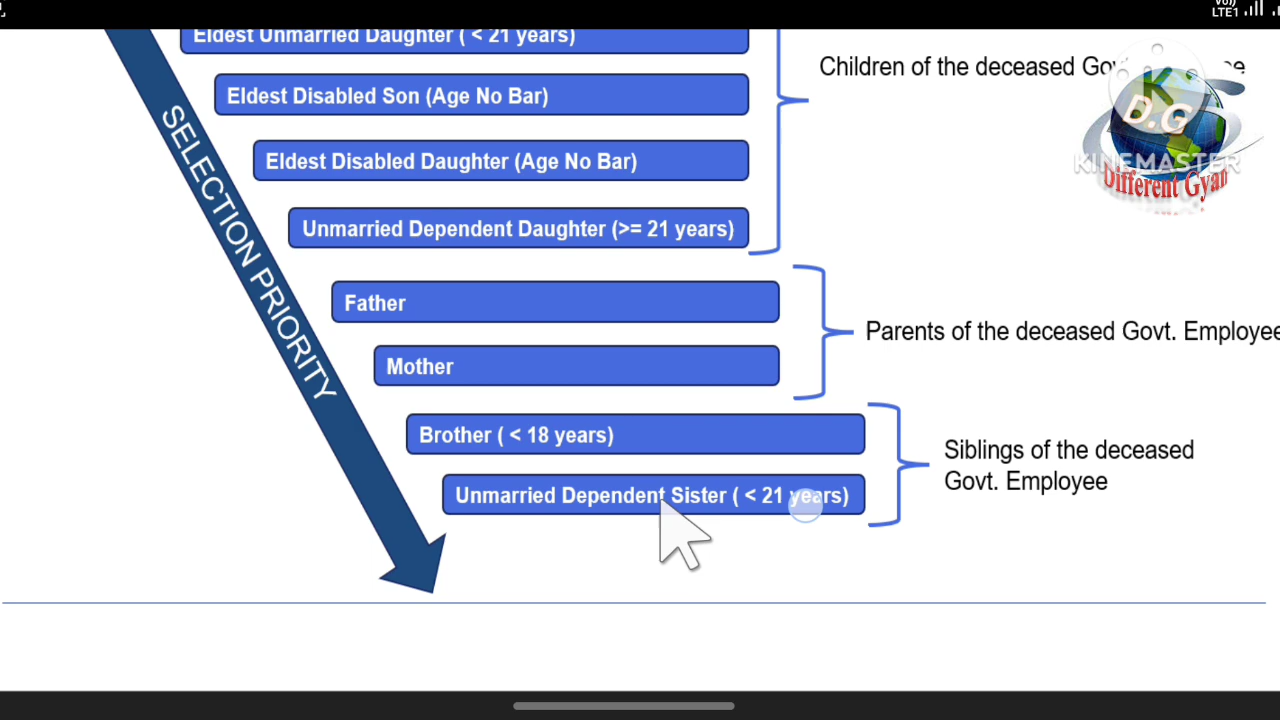 Vo))
LTE1
Eldest Unmarried Daughter ( < 21 years)
Children of the deceased
Eldest Disabled Son (Age No Bar)
Eldest Disabled Daughter (Age No Bar)
Unmarried Dependent Daughter (>= 21 years)
Father
Parents of the deceased Govt. Employee
Mother
Brother ( < 18 years)
Siblings of the deceased
Govt. Employee
Unmarried Dependent Sister ( < 21 years)
SELECTION PRIORITY
K
D.G
KINEMASTER
Different Gyan